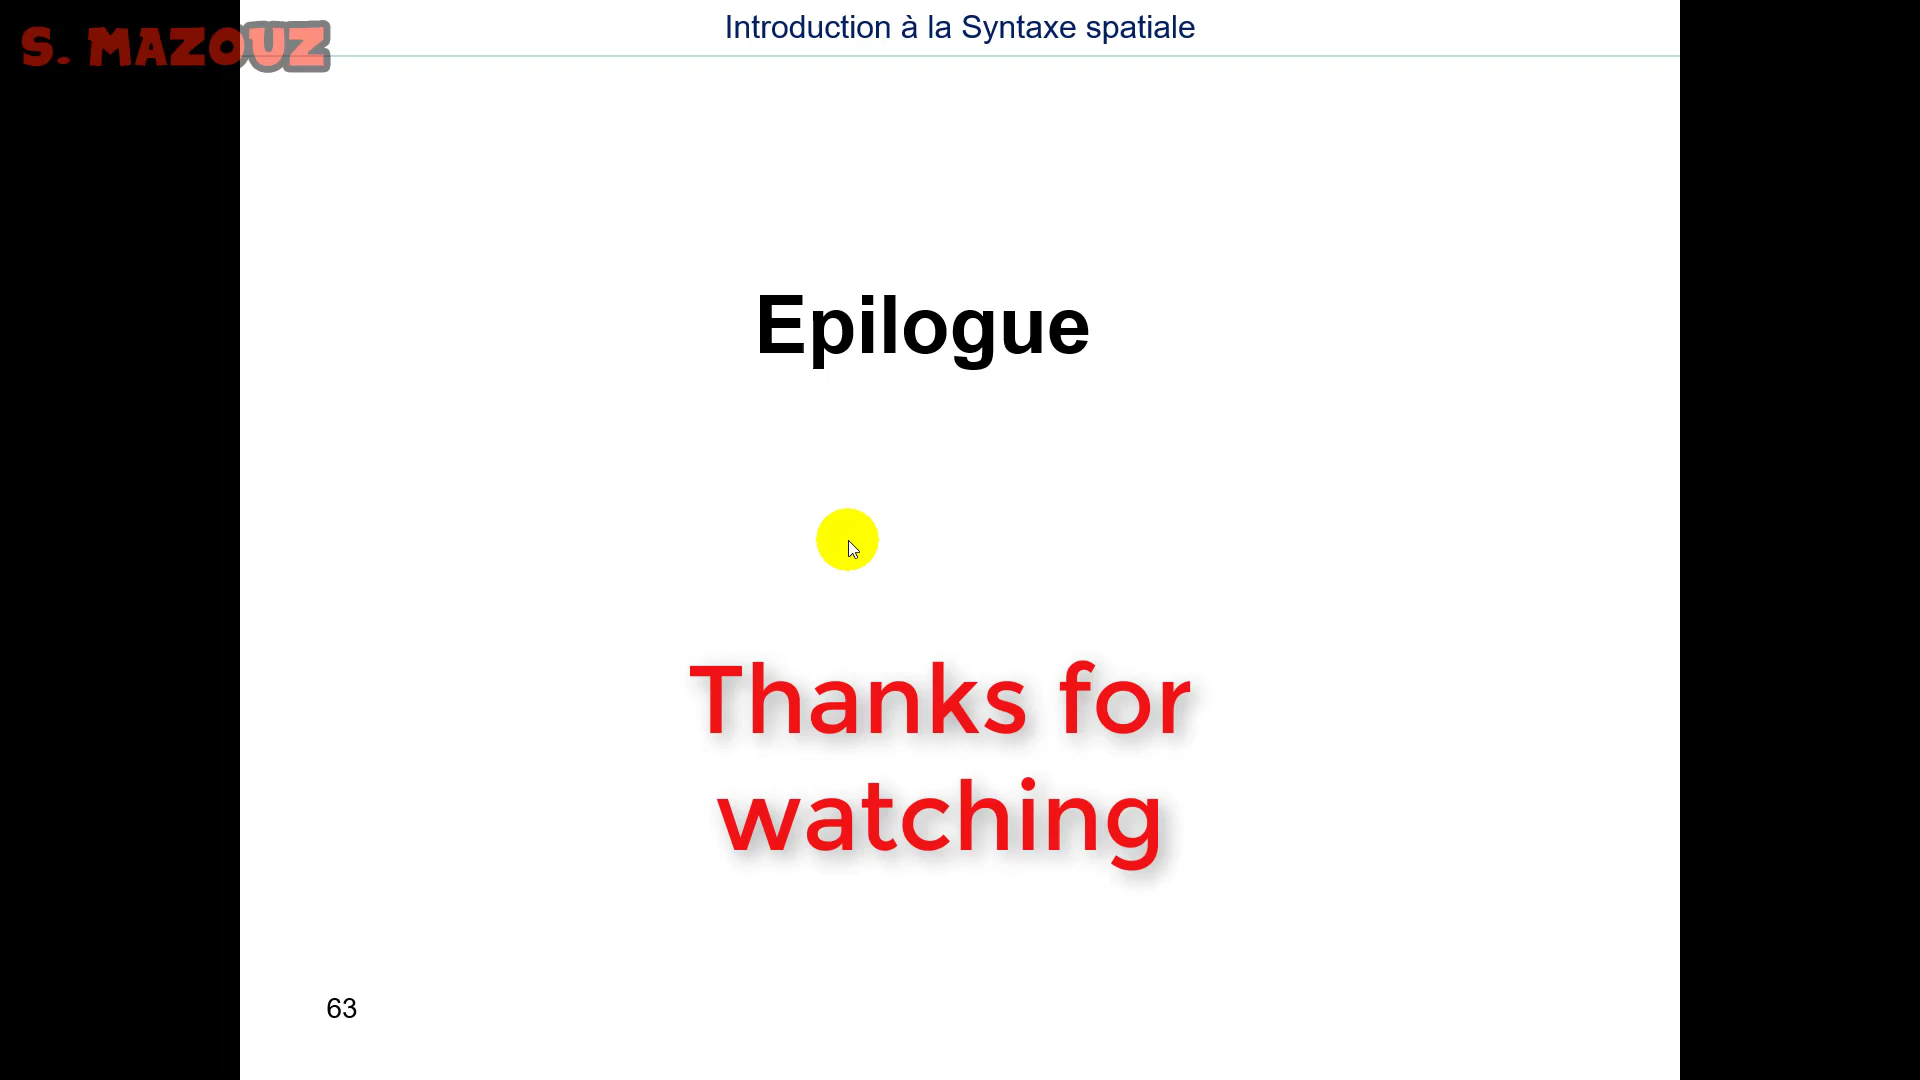 S. MAZOUZ
Introduction à la Syntaxe spatiale
Epilogue
Thanks for
watching
63